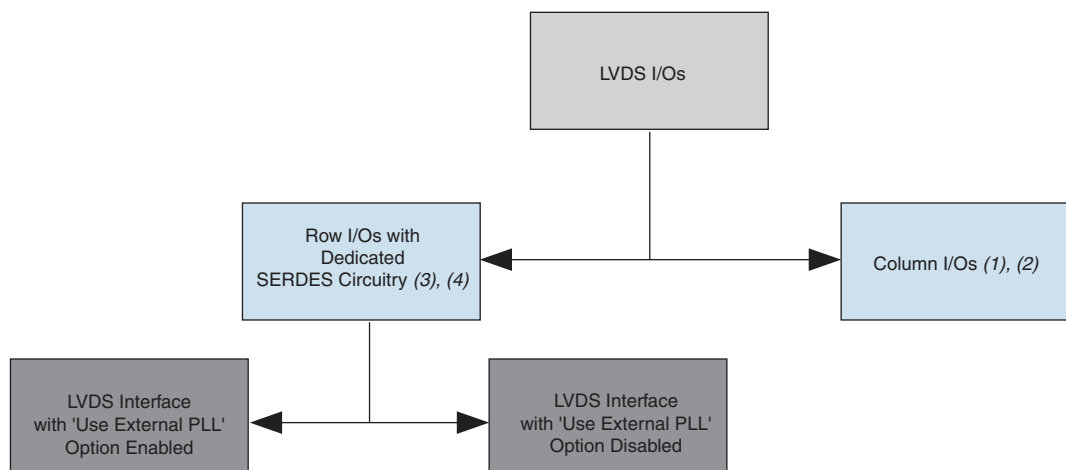 LVDS I/Os
Row I/Os with
Dedicated
SERDES Circuitry (3), (4)
Column I/Os (1), (2)
LVDS Interface
with 'Use External PLL'
Option Enabled
LVDS Interface
with 'Use External PLL'
Option Disabled